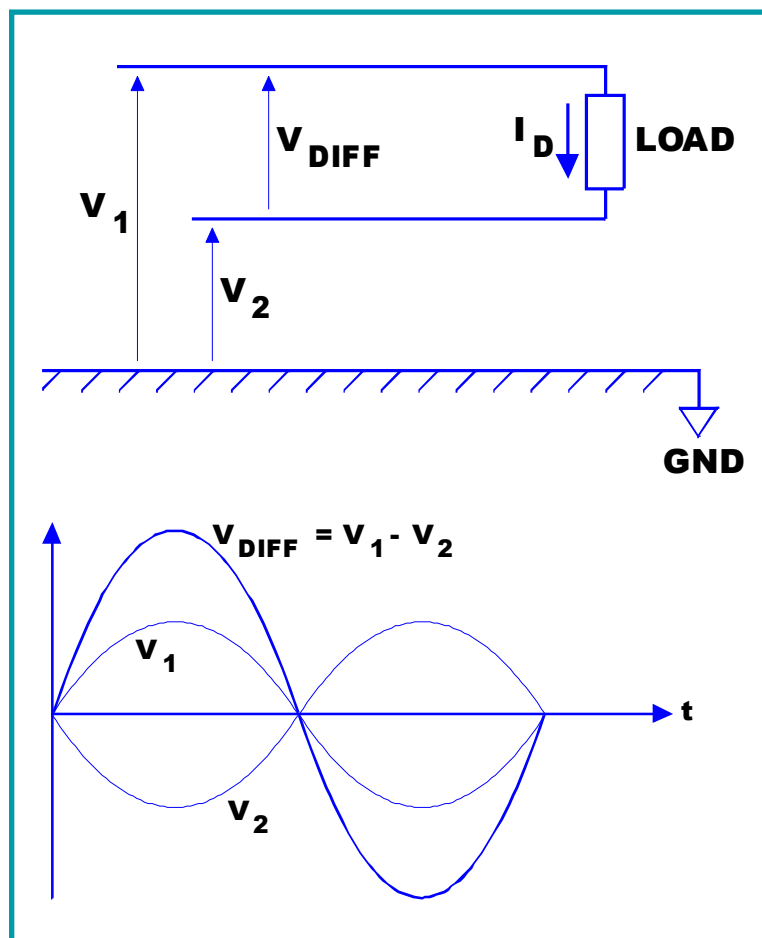 V1
VDIFF
V2
ID
LOAD
GND
VDIFF = V1 - V2
V1
V2
t